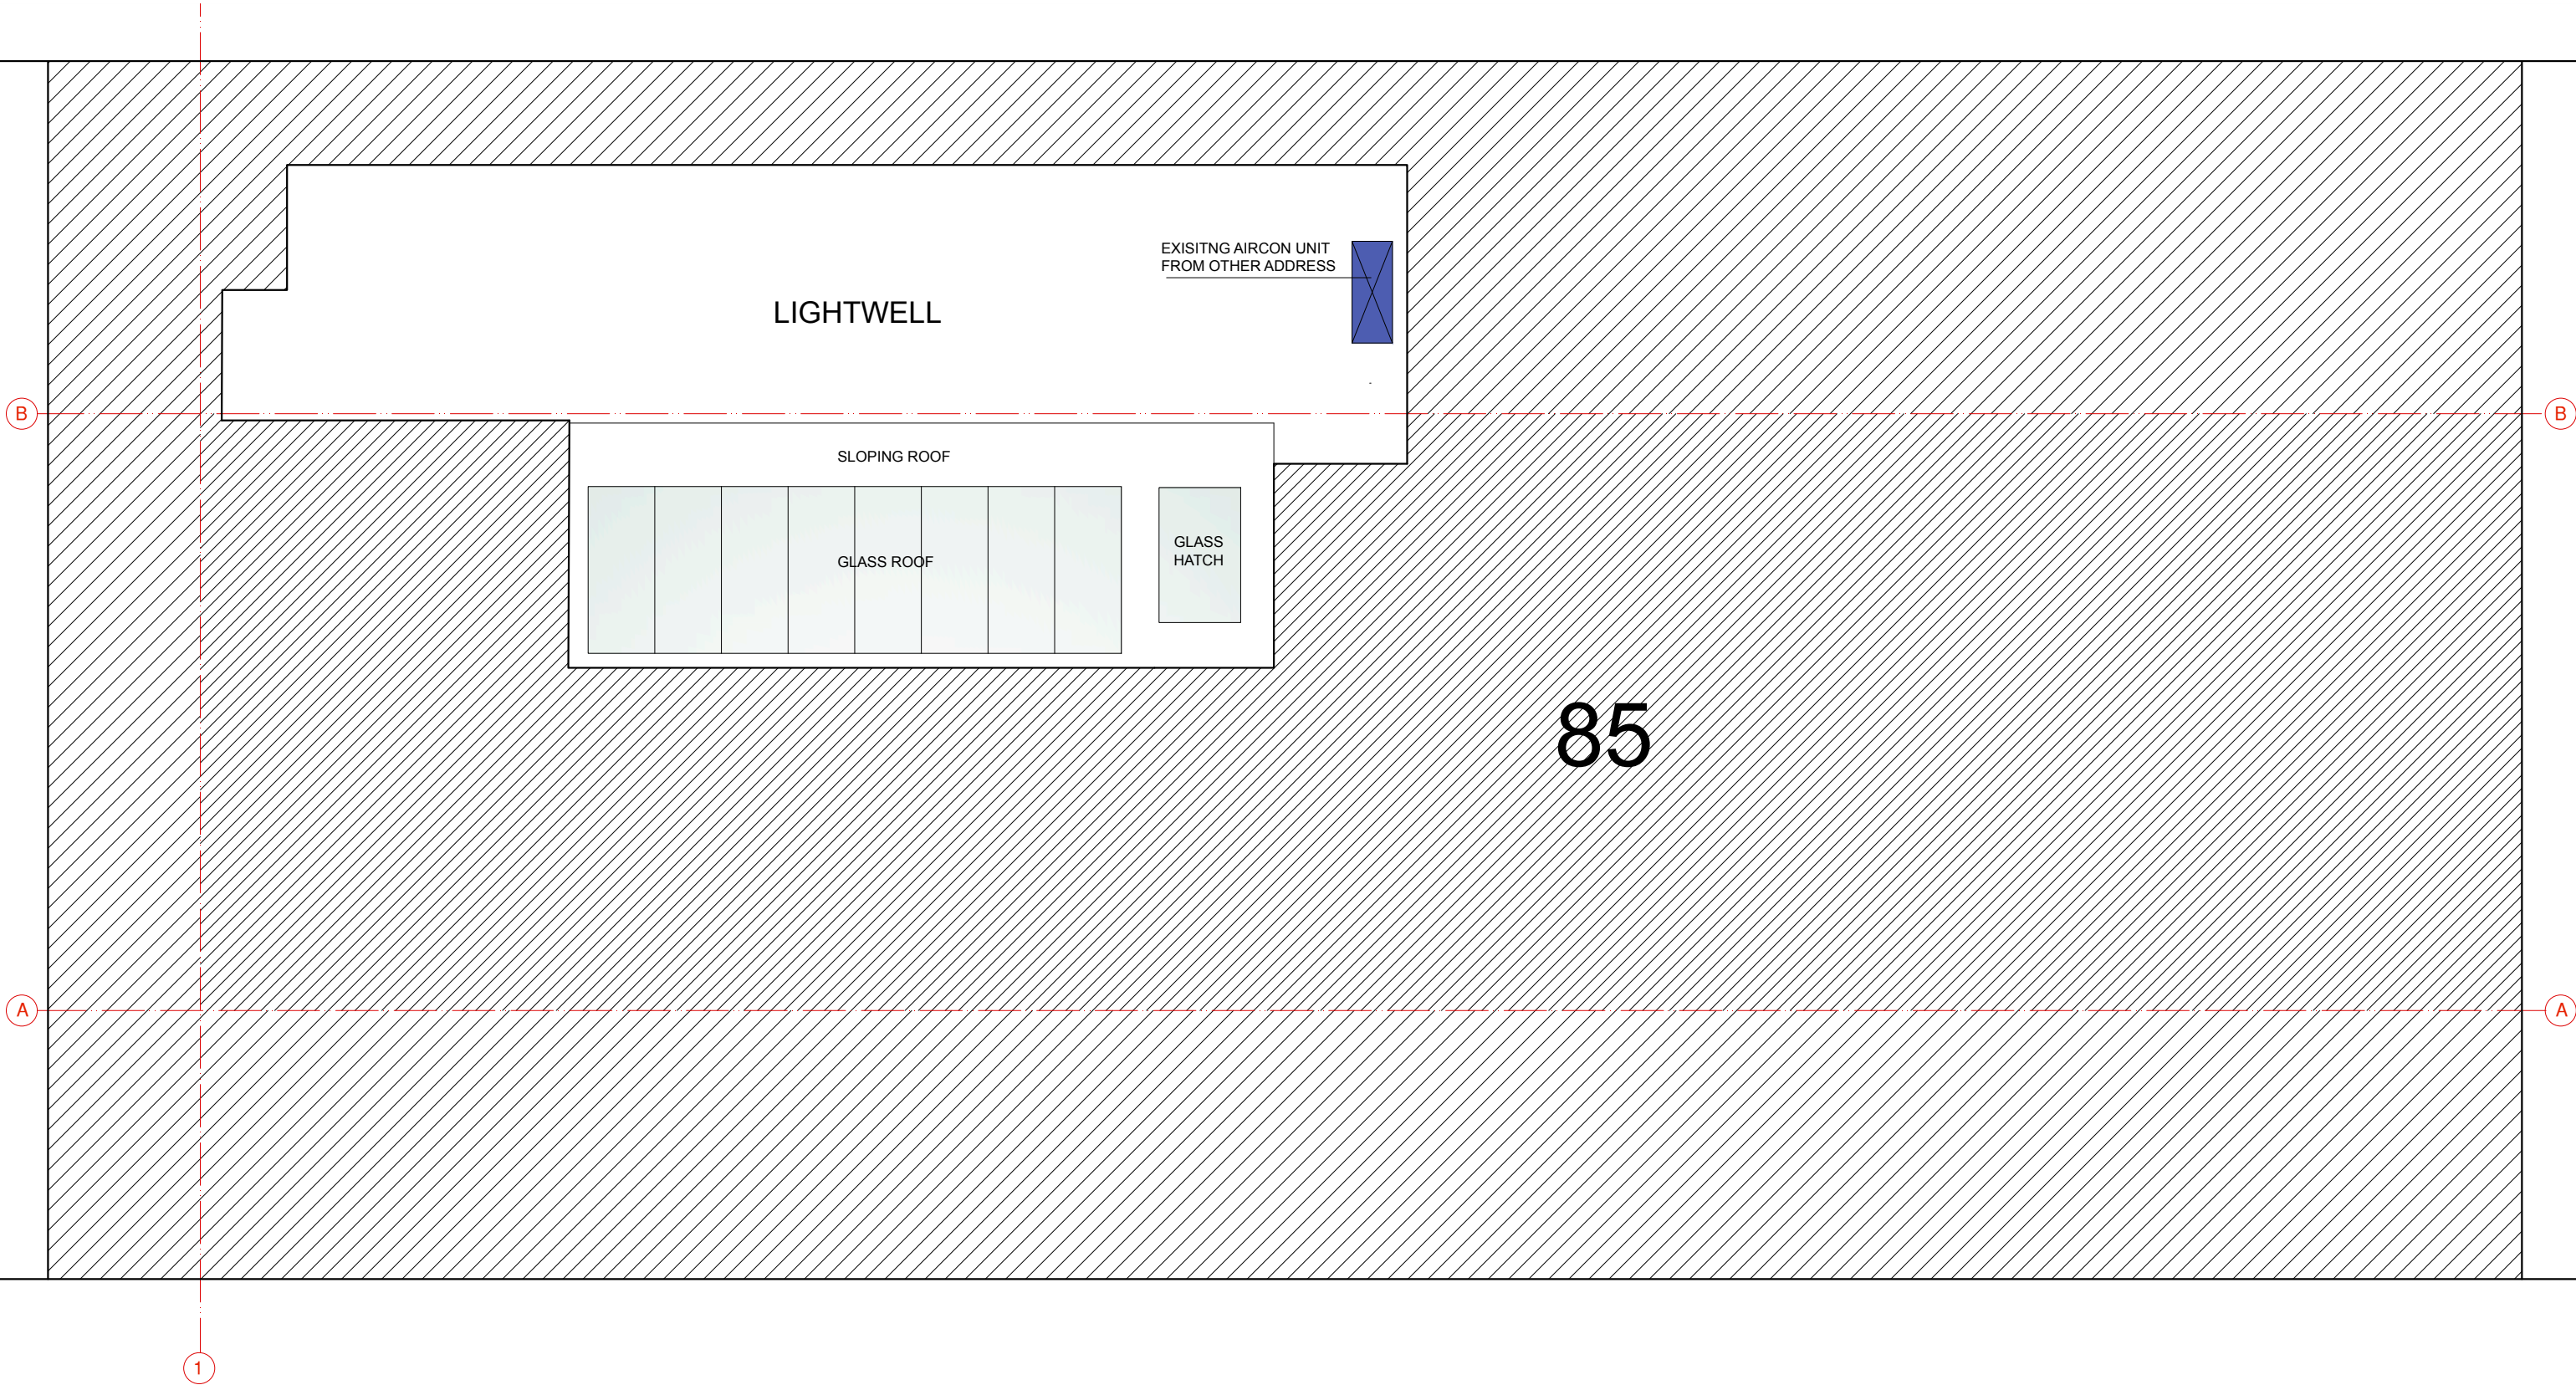 EXISITNG AIRCON UNIT
FROM OTHER ADDRESS
LIGHTWELL
B
B
SLOPING ROOF
GLASS ROOF
GLASS
HATCH
85
A
A
1